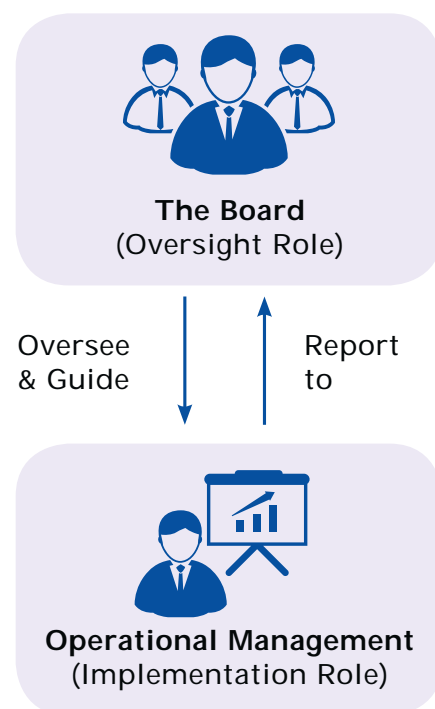 The Board
(Oversight Role)
Oversee
& Guide
Report
to
Operational Management
(Implementation Role)